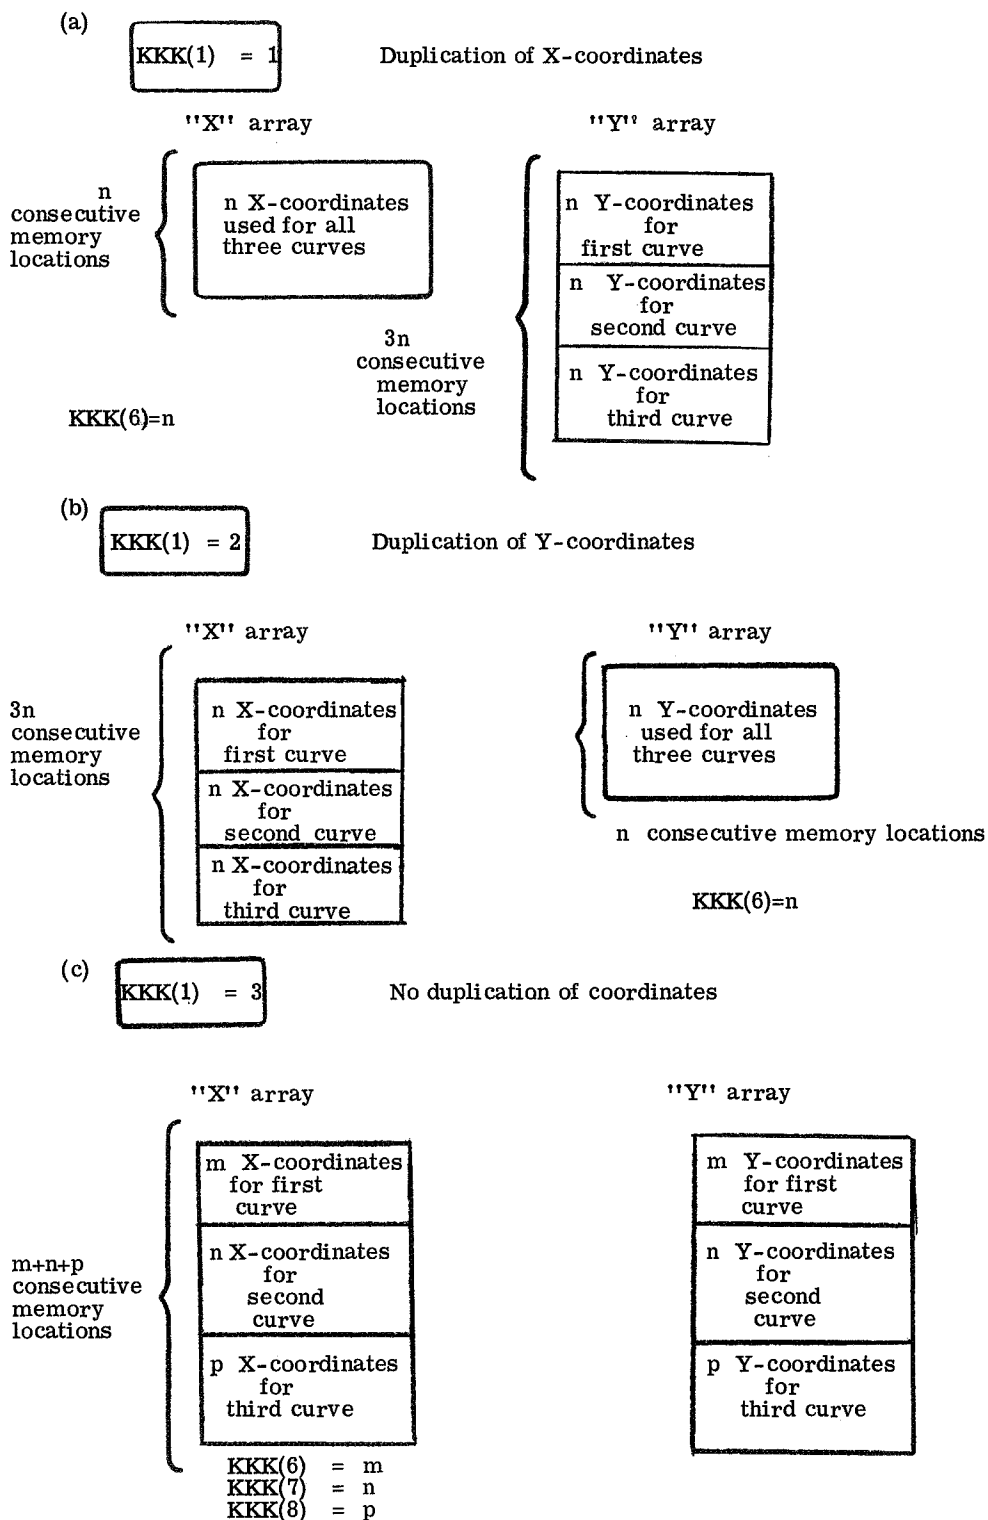 (a)
KKK(1) = 1
Duplication of X-coordinates
"X" array
"Y" array
n
consecutive
memory
locations
n X-coordinates
used for all
three curves
n Y-coordinates
for
first curve
n Y-coordinates
for
second curve
n Y-coordinates
for
third curve
3n
consecutive
memory
locations
KKK(6)=n
(b)
KKK(1) = 2
Duplication of Y-coordinates
"X" array
"Y" array
3n
consecutive
memory
locations
n X-coordinates
for
first curve
n X-coordinates
for
second curve
n X-coordinates
for
third curve
n Y-coordinates
used for all
three curves
n consecutive memory locations
KKK(6)=n
(c)
KKK(1) = 3
No duplication of coordinates
"X" array
"Y" array
m+n+p
consecutive
memory
locations
m X-coordinates
for first
curve
n X-coordinates
for
second
curve
p X-coordinates
for
third curve
m Y-coordinates
for first
curve
n Y-coordinates
for
second
curve
p Y-coordinates
for
third curve
KKK(6) = m
KKK(7) = n
KKK(8) = p